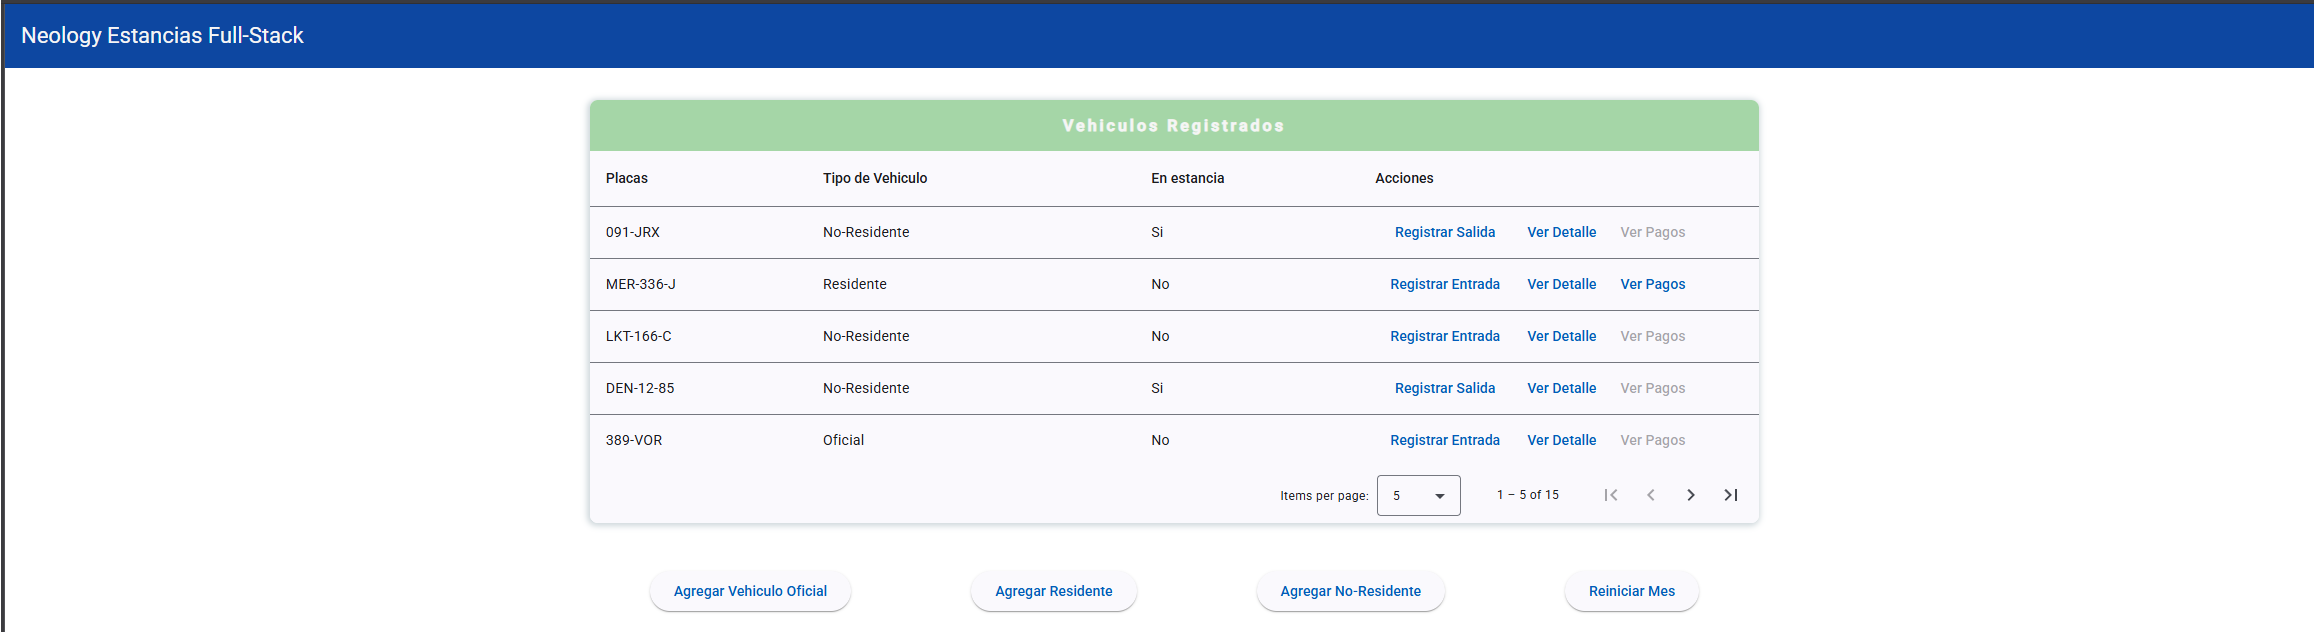 Neology Estancias Full-Stack
Vehiculos Registrados
Placas Tipo de Vehiculo En estancia Acciones
091-JRX No-Residente Si Registrar Salida Ver Detalle Ver Pagos
MER-336-J Residente No Registrar Entrada Ver Detalle Ver Pagos
LKT-166-C No-Residente No Registrar Entrada Ver Detalle Ver Pagos
DEN-12-85 No-Residente Si Registrar Salida Ver Detalle Ver Pagos
389-VOR Oficial No Registrar Entrada Ver Detalle Ver Pagos
Items per page: 5 1 – 5 of 15
Agregar Vehiculo Oficial Agregar Residente Agregar No-Residente Reiniciar Mes